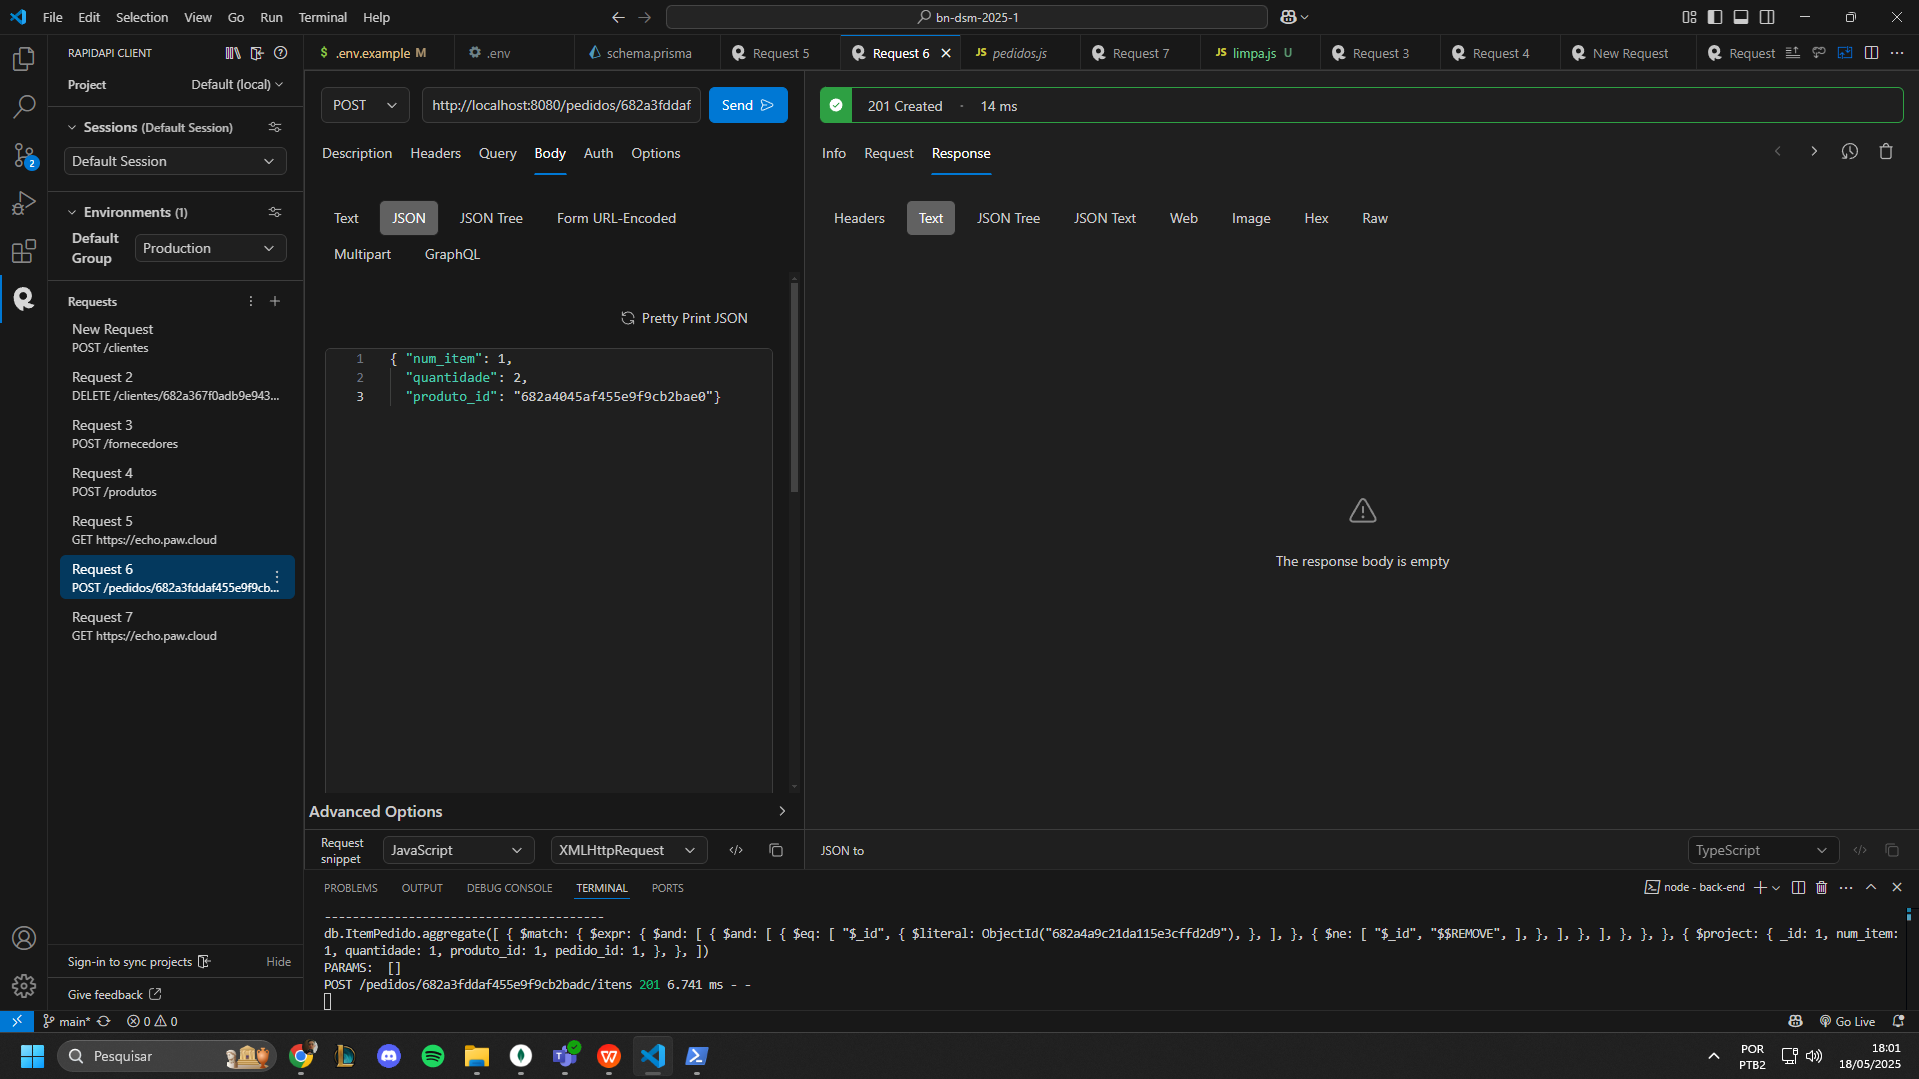 File Edit Selection View Go Run Terminal Help
bn-dsm-2025-1
RAPIDAPI CLIENT
$ .env.example M
.env
schema.prisma
Request 5
Request 6
JS pedidos.js
Request 7
JS limpa.js U
Request 3
Request 4
New Request
Request
Project Default (local)
Sessions (Default Session)
Default Session
Environments (1)
Default Group
Production
Requests
New Request
POST /clientes
Request 2
DELETE /clientes/682a367f0adb9e943...
Request 3
POST /fornecedores
Request 4
POST /produtos
Request 5
GET https://echo.paw.cloud
Request 6
POST /pedidos/682a3fddaf455e9f9cb...
Request 7
GET https://echo.paw.cloud
Sign-in to sync projects Hide
Give feedback
POST http://localhost:8080/pedidos/682a3fddaf Send
Description Headers Query Body Auth Options
Text JSON JSON Tree Form URL-Encoded
Multipart GraphQL
Pretty Print JSON
1 { "num_item": 1,
2 "quantidade": 2,
3 "produto_id": "682a4045af455e9f9cb2bae0"}
Advanced Options
Request snippet
JavaScript
XMLHttpRequest
201 Created · 14 ms
Info Request Response
Headers Text JSON Tree JSON Text Web Image Hex Raw
The response body is empty
JSON to TypeScript
PROBLEMS OUTPUT DEBUG CONSOLE TERMINAL PORTS
node - back-end
----------------------------------------
db.ItemPedido.aggregate([ { $match: { $expr: { $and: [ { $and: [ { $eq: [ "$_id", { $literal: ObjectId("682a4a9c21da115e3cffd2d9"), }, ], }, { $ne: [ "$_id", "$$REMOVE", ], }, ], }, ], }, }, }, { $project: { _id: 1, num_item:
1, quantidade: 1, produto_id: 1, pedido_id: 1, }, }, ])
PARAMS: []
POST /pedidos/682a3fddaf455e9f9cb2badc/itens 201 6.741 ms - -
main* 0 0
Go Live
Pesquisar
POR
PTB2
18:01
18/05/2025
2